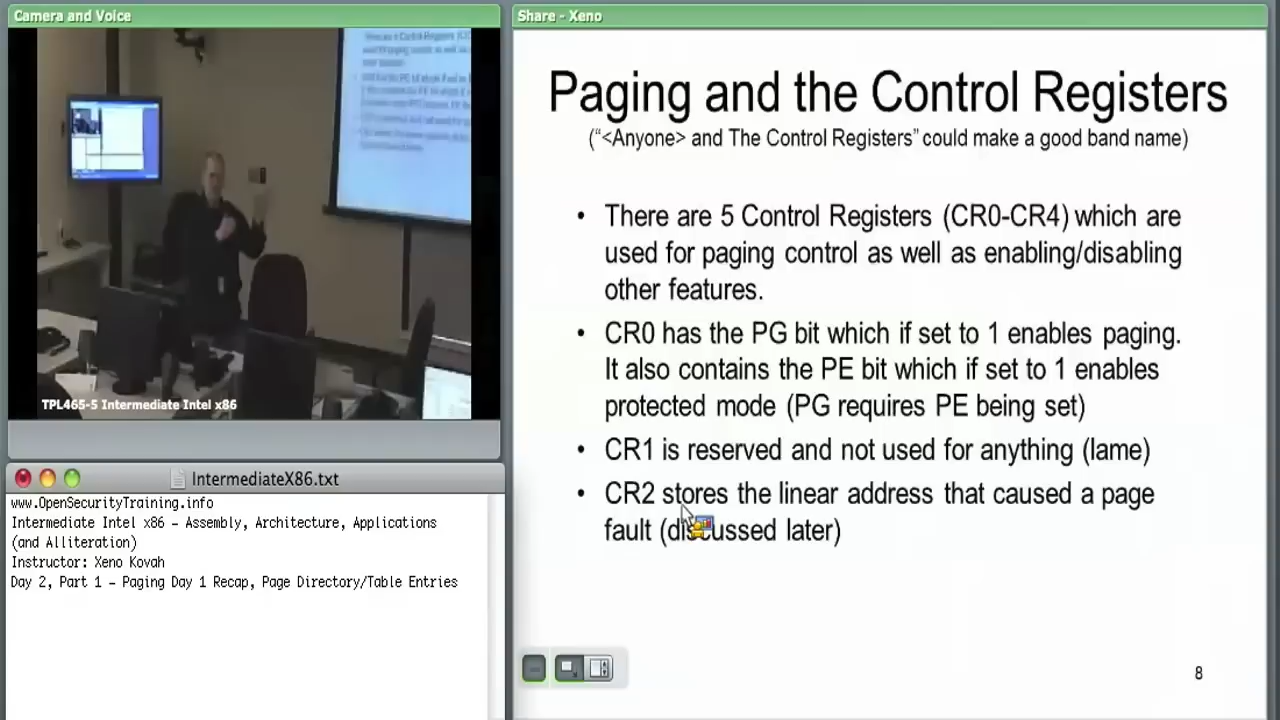 Camera and Voice
TPL465-5 Intermediate Intel x86
IntermediateX86.txt
www.OpenSecurityTraining.info
Intermediate Intel x86 – Assembly, Architecture, Applications
(and Alliteration)
Instructor: Xeno Kovah
Day 2, Part 1 – Paging Day 1 Recap, Page Directory/Table Entries
Share - Xeno
Paging and the Control Registers
(“<Anyone> and The Control Registers” could make a good band name)
• There are 5 Control Registers (CR0-CR4) which are
used for paging control as well as enabling/disabling
other features.
• CR0 has the PG bit which if set to 1 enables paging.
It also contains the PE bit which if set to 1 enables
protected mode (PG requires PE being set)
• CR1 is reserved and not used for anything (lame)
• CR2 stores the linear address that caused a page
fault (discussed later)
8